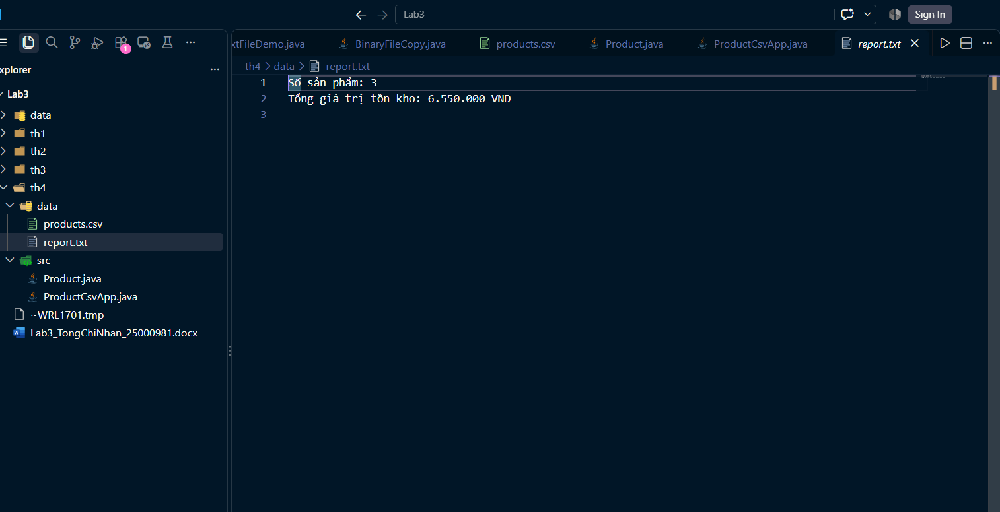 Lab3
Sign In
1
xtFileDemo.java
BinaryFileCopy.java
products.csv
Product.java
ProductCsvApp.java
report.txt
xplorer
th4 > data > report.txt
Lab3
data
th1
th2
th3
th4
data
products.csv
report.txt
src
Product.java
ProductCsvApp.java
~WRL1701.tmp
Lab3_TongChiNhan_25000981.docx
1 Số sản phẩm: 3
2 Tổng giá trị tồn kho: 6.550.000 VND
3